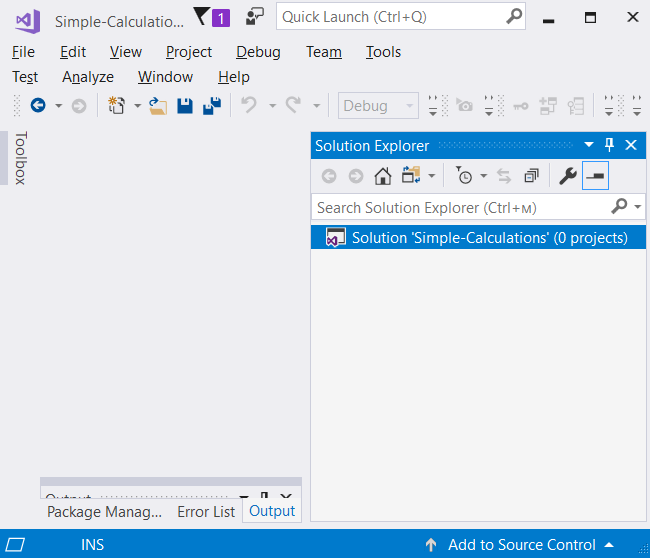 Simple-Calculatio... 1 Quick Launch (Ctrl+Q)
File Edit View Project Debug Team Tools
Test Analyze Window Help
Debug
Toolbox
Solution Explorer
Search Solution Explorer (Ctrl+м)
Solution 'Simple-Calculations' (0 projects)
Output
Package Manag... Error List Output
INS Add to Source Control